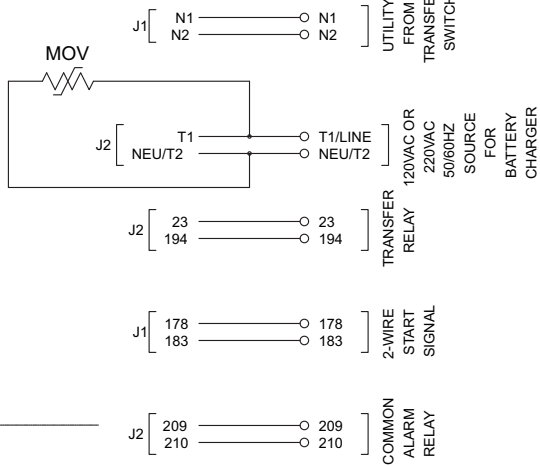 J1
N1
N1
N2
N2
UTILITY
FROM
TRANSFE
SWITCH
MOV
J2
T1
T1/LINE
NEU/T2
NEU/T2
120VAC OR
220VAC
50/60HZ
SOURCE
FOR
BATTERY
CHARGER
J2
23
23
194
194
TRANSFER
RELAY
J1
178
178
183
183
2-WIRE
START
SIGNAL
J2
209
209
210
210
COMMON
ALARM
RELAY